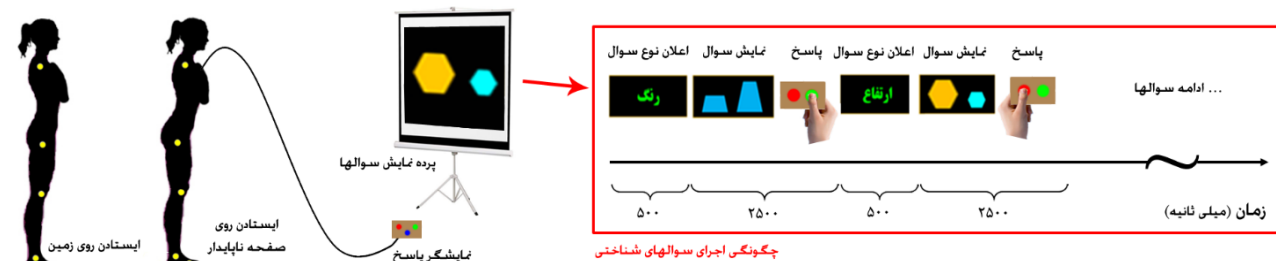 اعلان نوع سوال
نمایش سوال
پاسخ
اعلان نوع سوال
نمایش سوال
پاسخ
رنگ
ارتفاع
... ادامه سوالها
۵۰۰
۲۵۰۰
۵۰۰
۲۵۰۰
زمان (میلی ثانیه)
چگونگی اجرای سوالهای شناختی
پرده نمایش سوالها
ایستادن روی زمین
ایستادن روی
صفحه ناپایدار
نمایشگر پاسخ